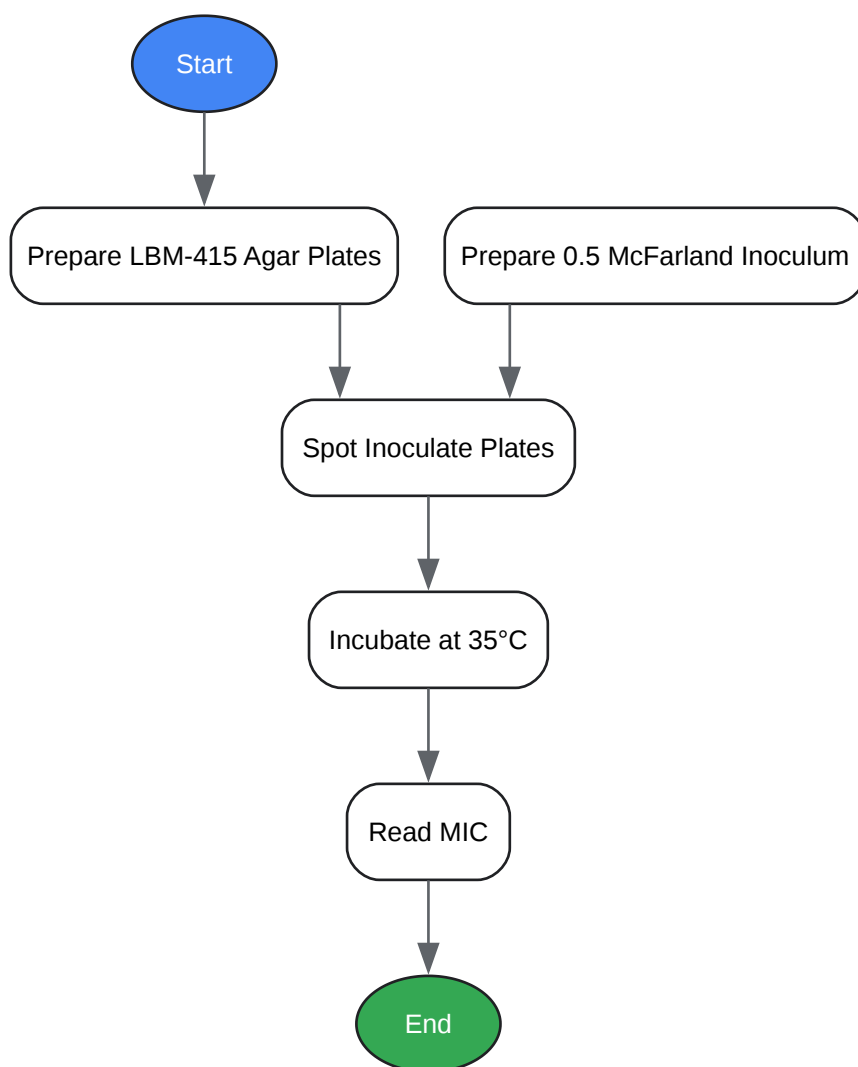 Start
Prepare LBM-415 Agar Plates
Prepare 0.5 McFarland Inoculum
Spot Inoculate Plates
Incubate at 35°C
Read MIC
End